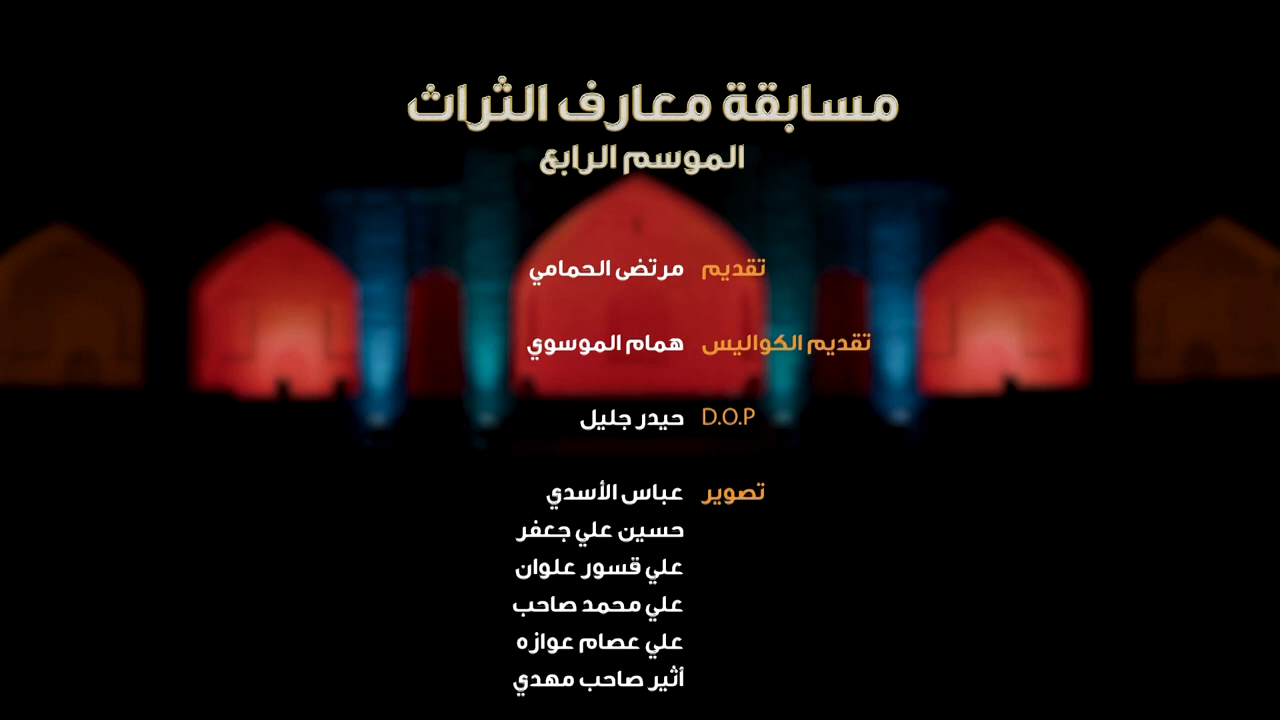 مسابقة معارف الثراث
الموسم الرابع
تقديم مرتضى الحمامي
تقديم الكواليس همام الموسوي
D.O.P حيدر جليل
تصوير عباس الأسدي
حسين علي جعفر
علي قسور علوان
علي محمد صاحب
علي عصام عوازه
أثير صاحب مهدي